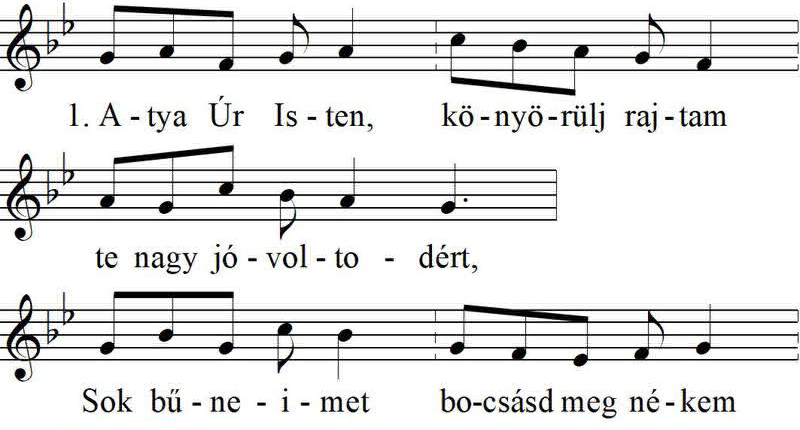 1. A - tya Úr Is - ten, kö - nyö - rülj raj - tam
te nagy jó - vol - to - dért,
Sok bű - ne - i - met bo - csásd meg né - kem